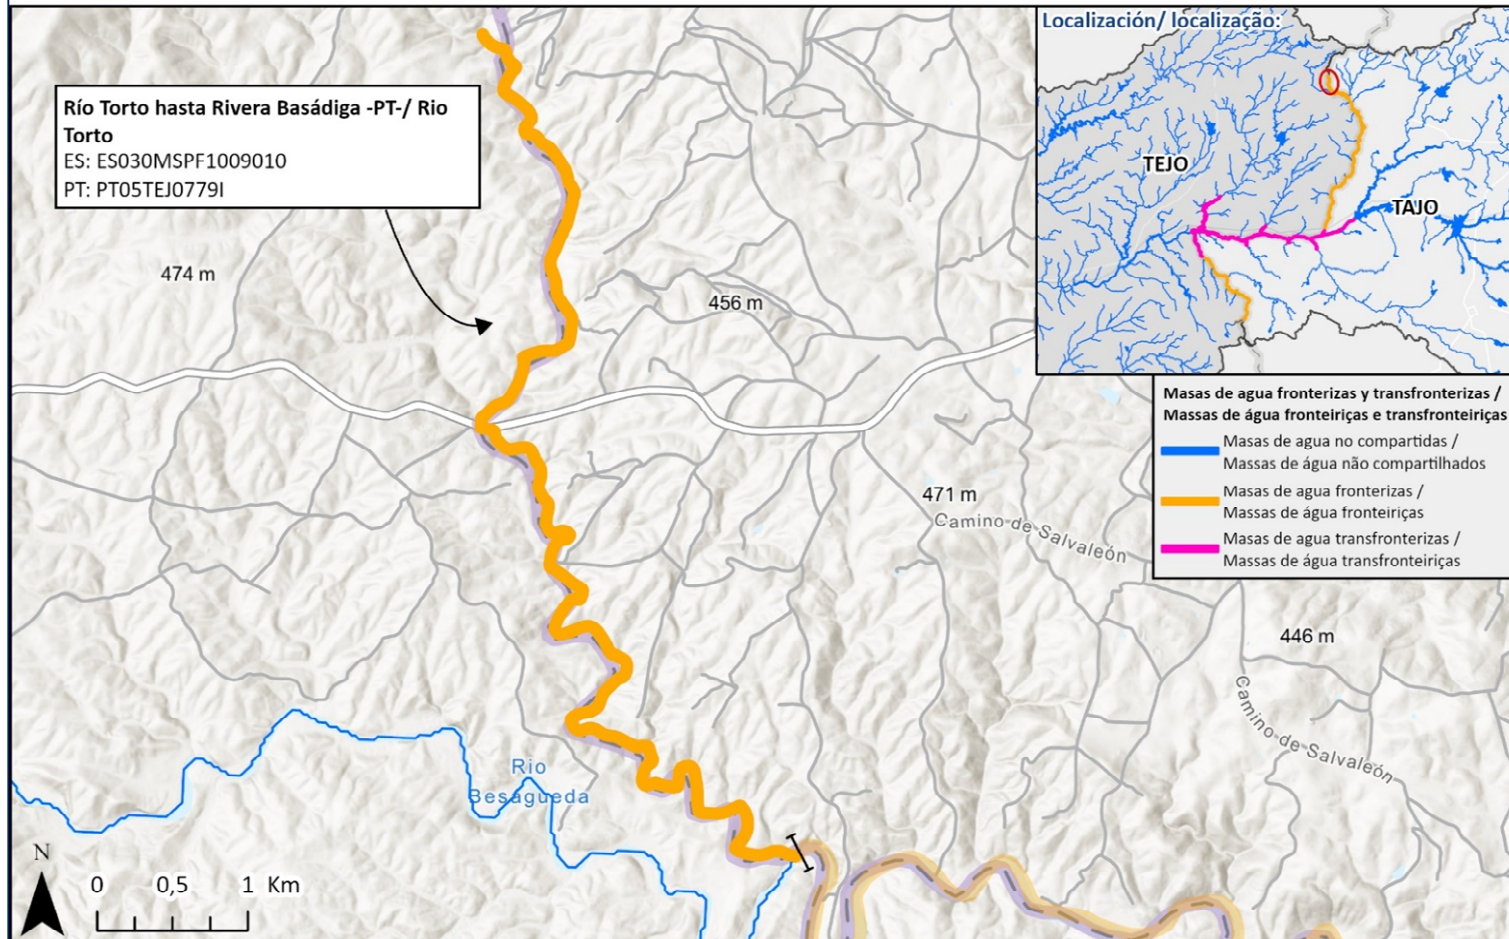 Localización/ localização:
TEJO
TAJO
Río Torto hasta Rivera Basádiga -PT-/ Rio
Torto
ES: ES030MSPF1009010
PT: PT05TEJ0779I
474 m
456 m
Masas de agua fronterizas y transfronterizas /
Massas de água fronteiriças e transfronteiriças
Masas de agua no compartidas /
Massas de água não compartilhados
Masas de agua fronterizas /
Massas de água fronteiriças
Masas de agua transfronterizas /
Massas de água transfronteiriças
471 m
Camino de Salvaleón
446 m
Camino de Salvaleón
Rio
Besagueda
N
0 0,5 1 Km